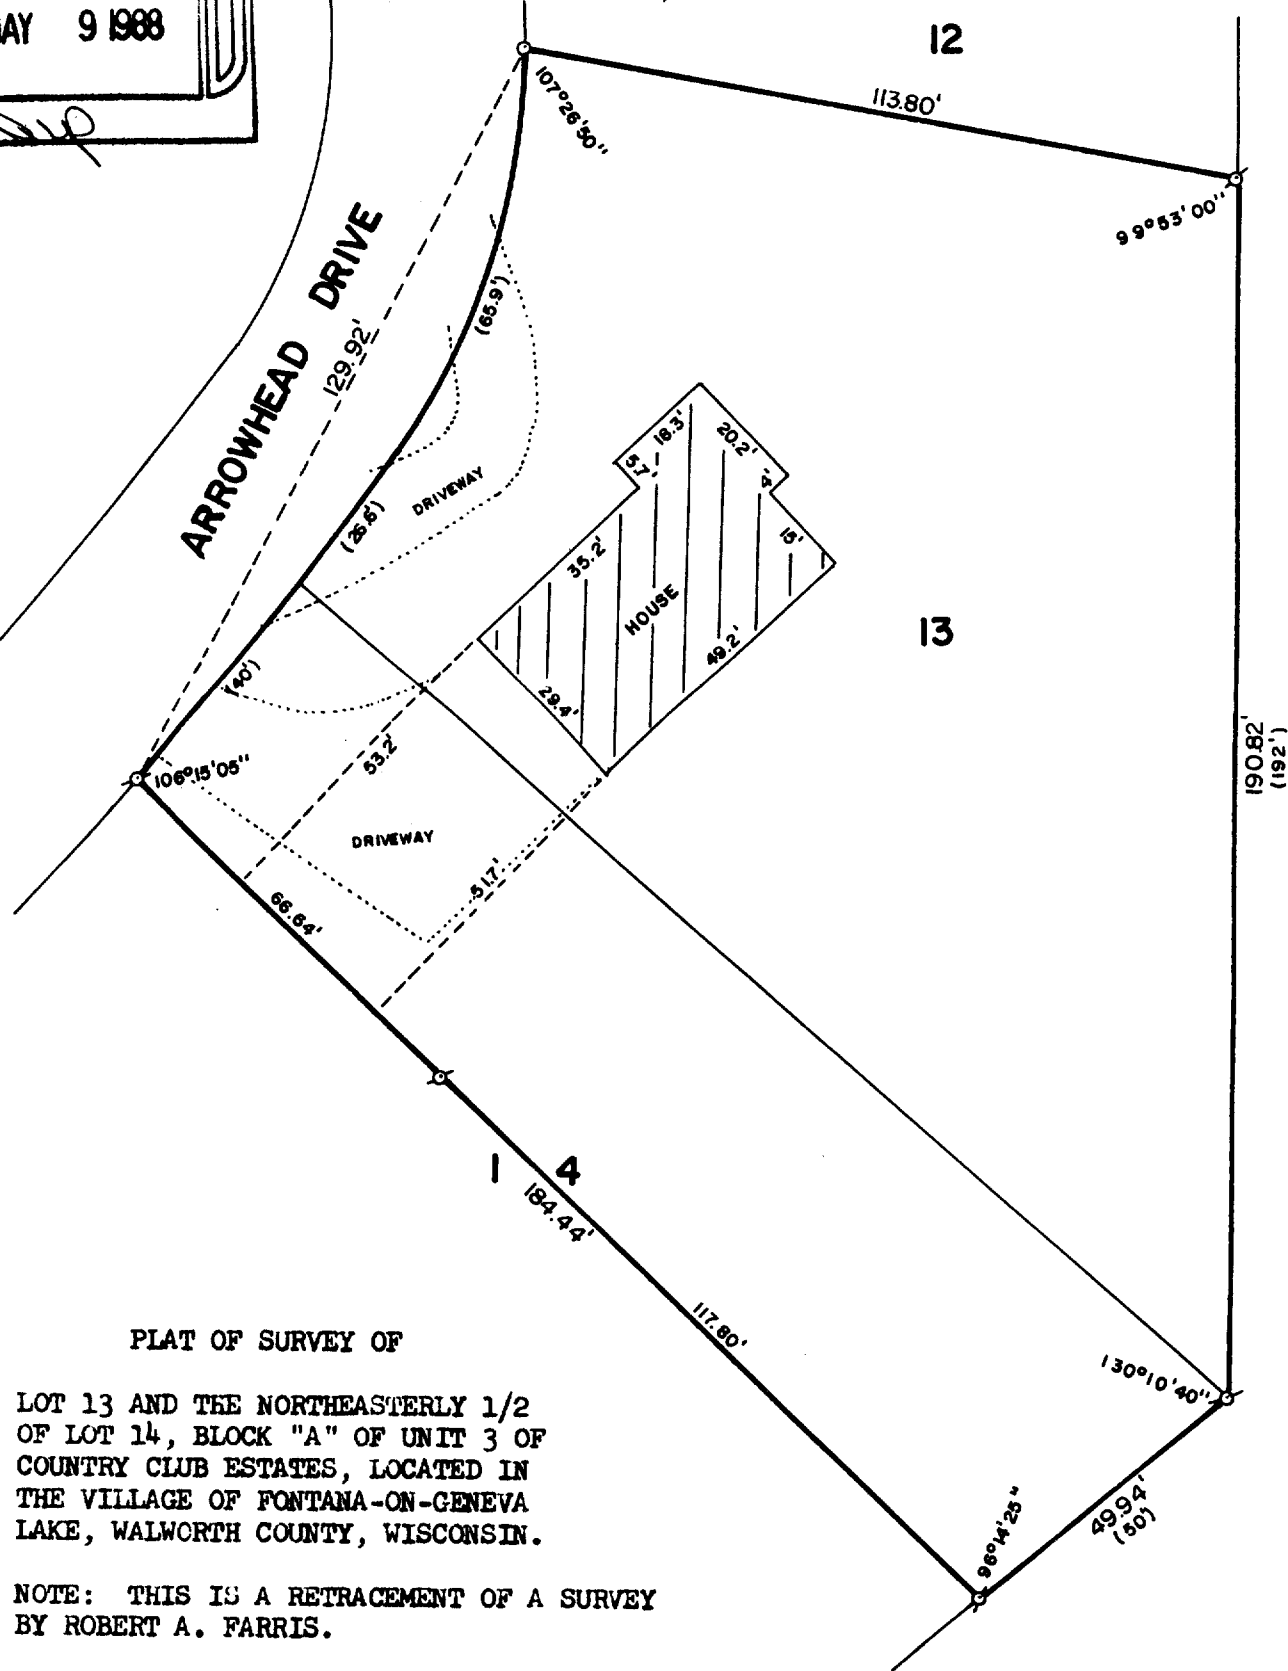 9 1988
12
113.80'
107°26'50"
99°53'00"
ARROWHEAD DRIVE
129.92'
(65.9')
(26.6')
(40')
DRIVEWAY
18.3'
5.7'
20.2'
4'
15'
35.2'
HOUSE
49.2'
29.4'
13
190.82'
(192')
106°15'05"
53.2'
DRIVEWAY
51.7'
66.64'
14
184.44'
117.80'
130°10'40"
49.94'
(50')
96°14'25"
PLAT OF SURVEY OF
LOT 13 AND THE NORTHEASTERLY 1/2
OF LOT 14, BLOCK "A" OF UNIT 3 OF
COUNTRY CLUB ESTATES, LOCATED IN
THE VILLAGE OF FONTANA-ON-GENEVA
LAKE, WALWORTH COUNTY, WISCONSIN.
NOTE: THIS IS A RETRACEMENT OF A SURVEY
BY ROBERT A. FARRIS.